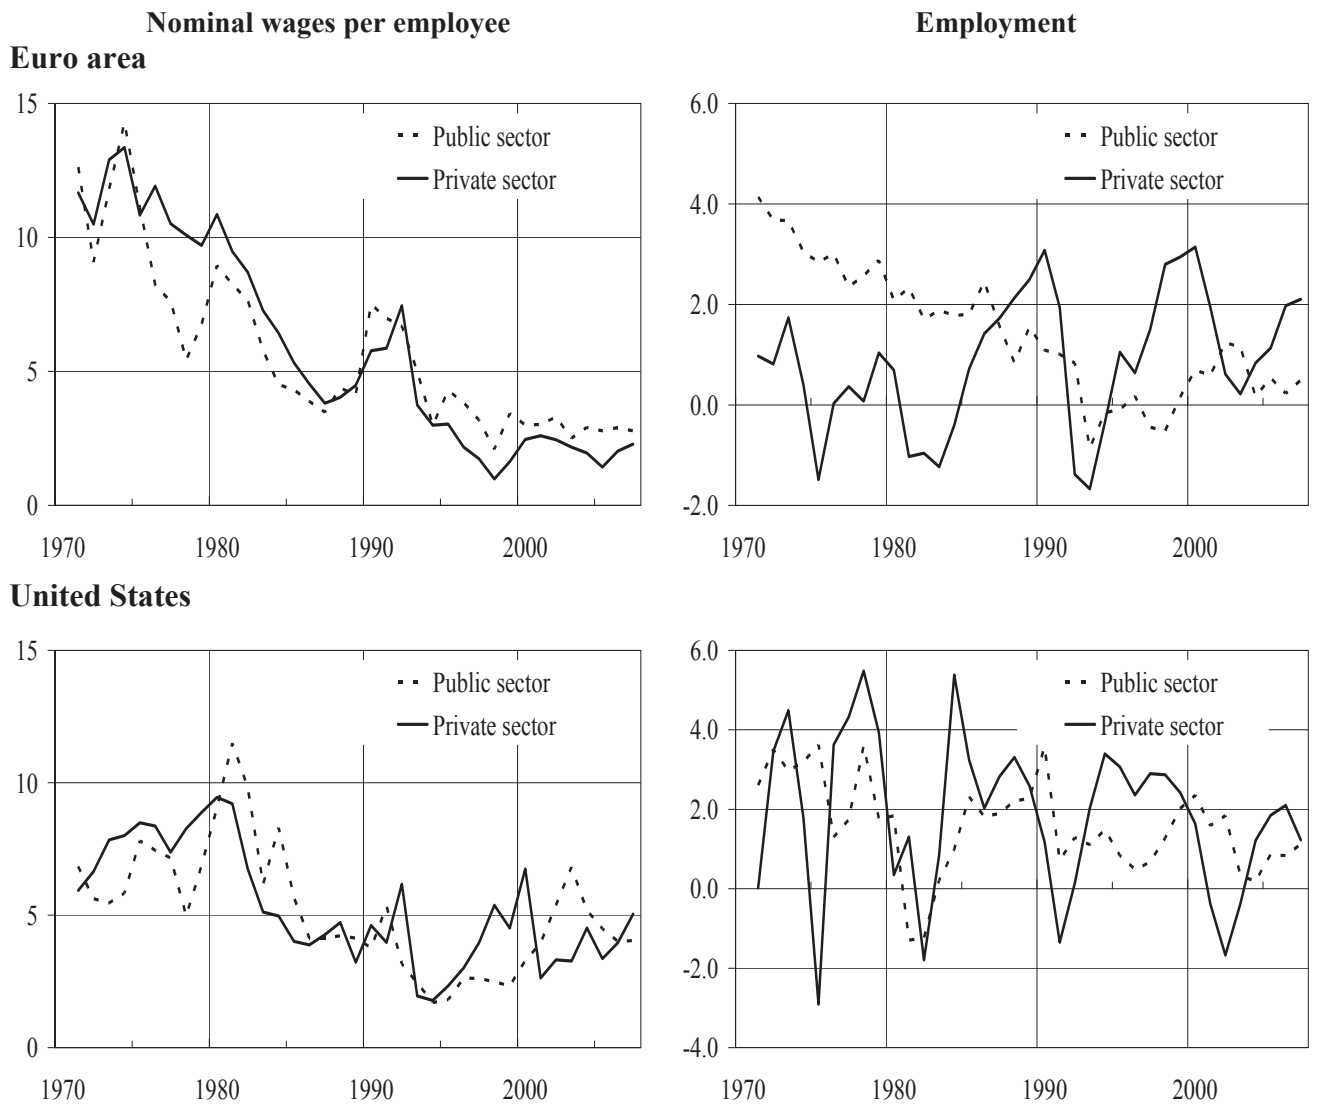 Nominal wages per employee
Employment
Euro area
15
10
5
0
1970
1980
1990
2000
Public sector
Private sector
6.0
4.0
2.0
0.0
-2.0
1970
1980
1990
2000
Public sector
Private sector
United States
15
10
5
0
1970
1980
1990
2000
Public sector
Private sector
6.0
4.0
2.0
0.0
-2.0
-4.0
1970
1980
1990
2000
Public sector
Private sector